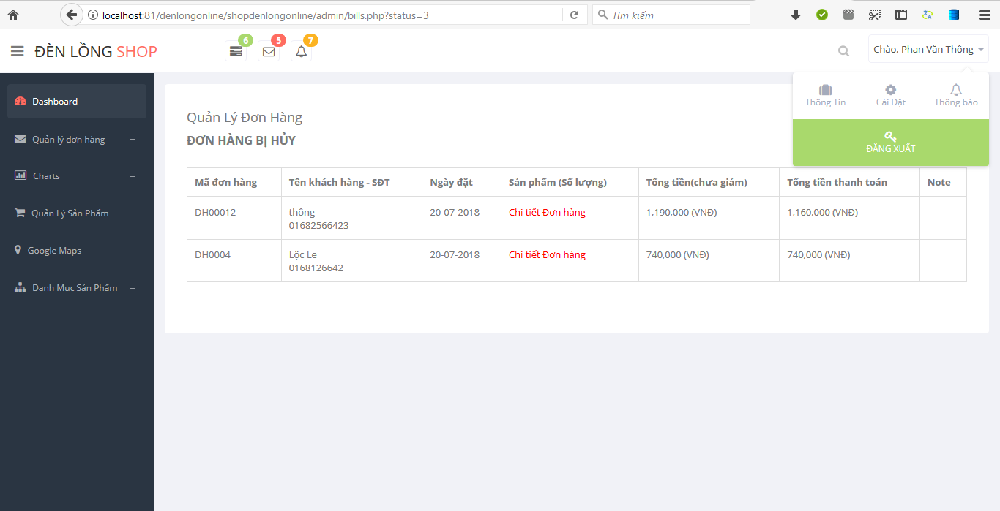 localhost:81/denlongonline/shopdenlongonline/admin/bills.php?status=3
Tìm kiếm
ĐÈN LỒNG SHOP
6
5
7
Chào, Phan Văn Thông
Thông Tin
Cài Đặt
Thông báo
ĐĂNG XUẤT
Dashboard
Quản lý đơn hàng +
Charts +
Quản Lý Sản Phẩm +
Google Maps
Danh Mục Sản Phẩm +
Quản Lý Đơn Hàng
ĐƠN HÀNG BỊ HỦY
Mã đơn hàng Tên khách hàng - SĐT Ngày đặt Sản phẩm (Số lượng) Tổng tiền(chưa giảm) Tổng tiền thanh toán Note
DH00012 thông 20-07-2018 Chi tiết Đơn hàng 1,190,000 (VNĐ) 1,160,000 (VNĐ)
01682566423
DH0004 Lộc Le 20-07-2018 Chi tiết Đơn hàng 740,000 (VNĐ) 740,000 (VNĐ)
0168126642